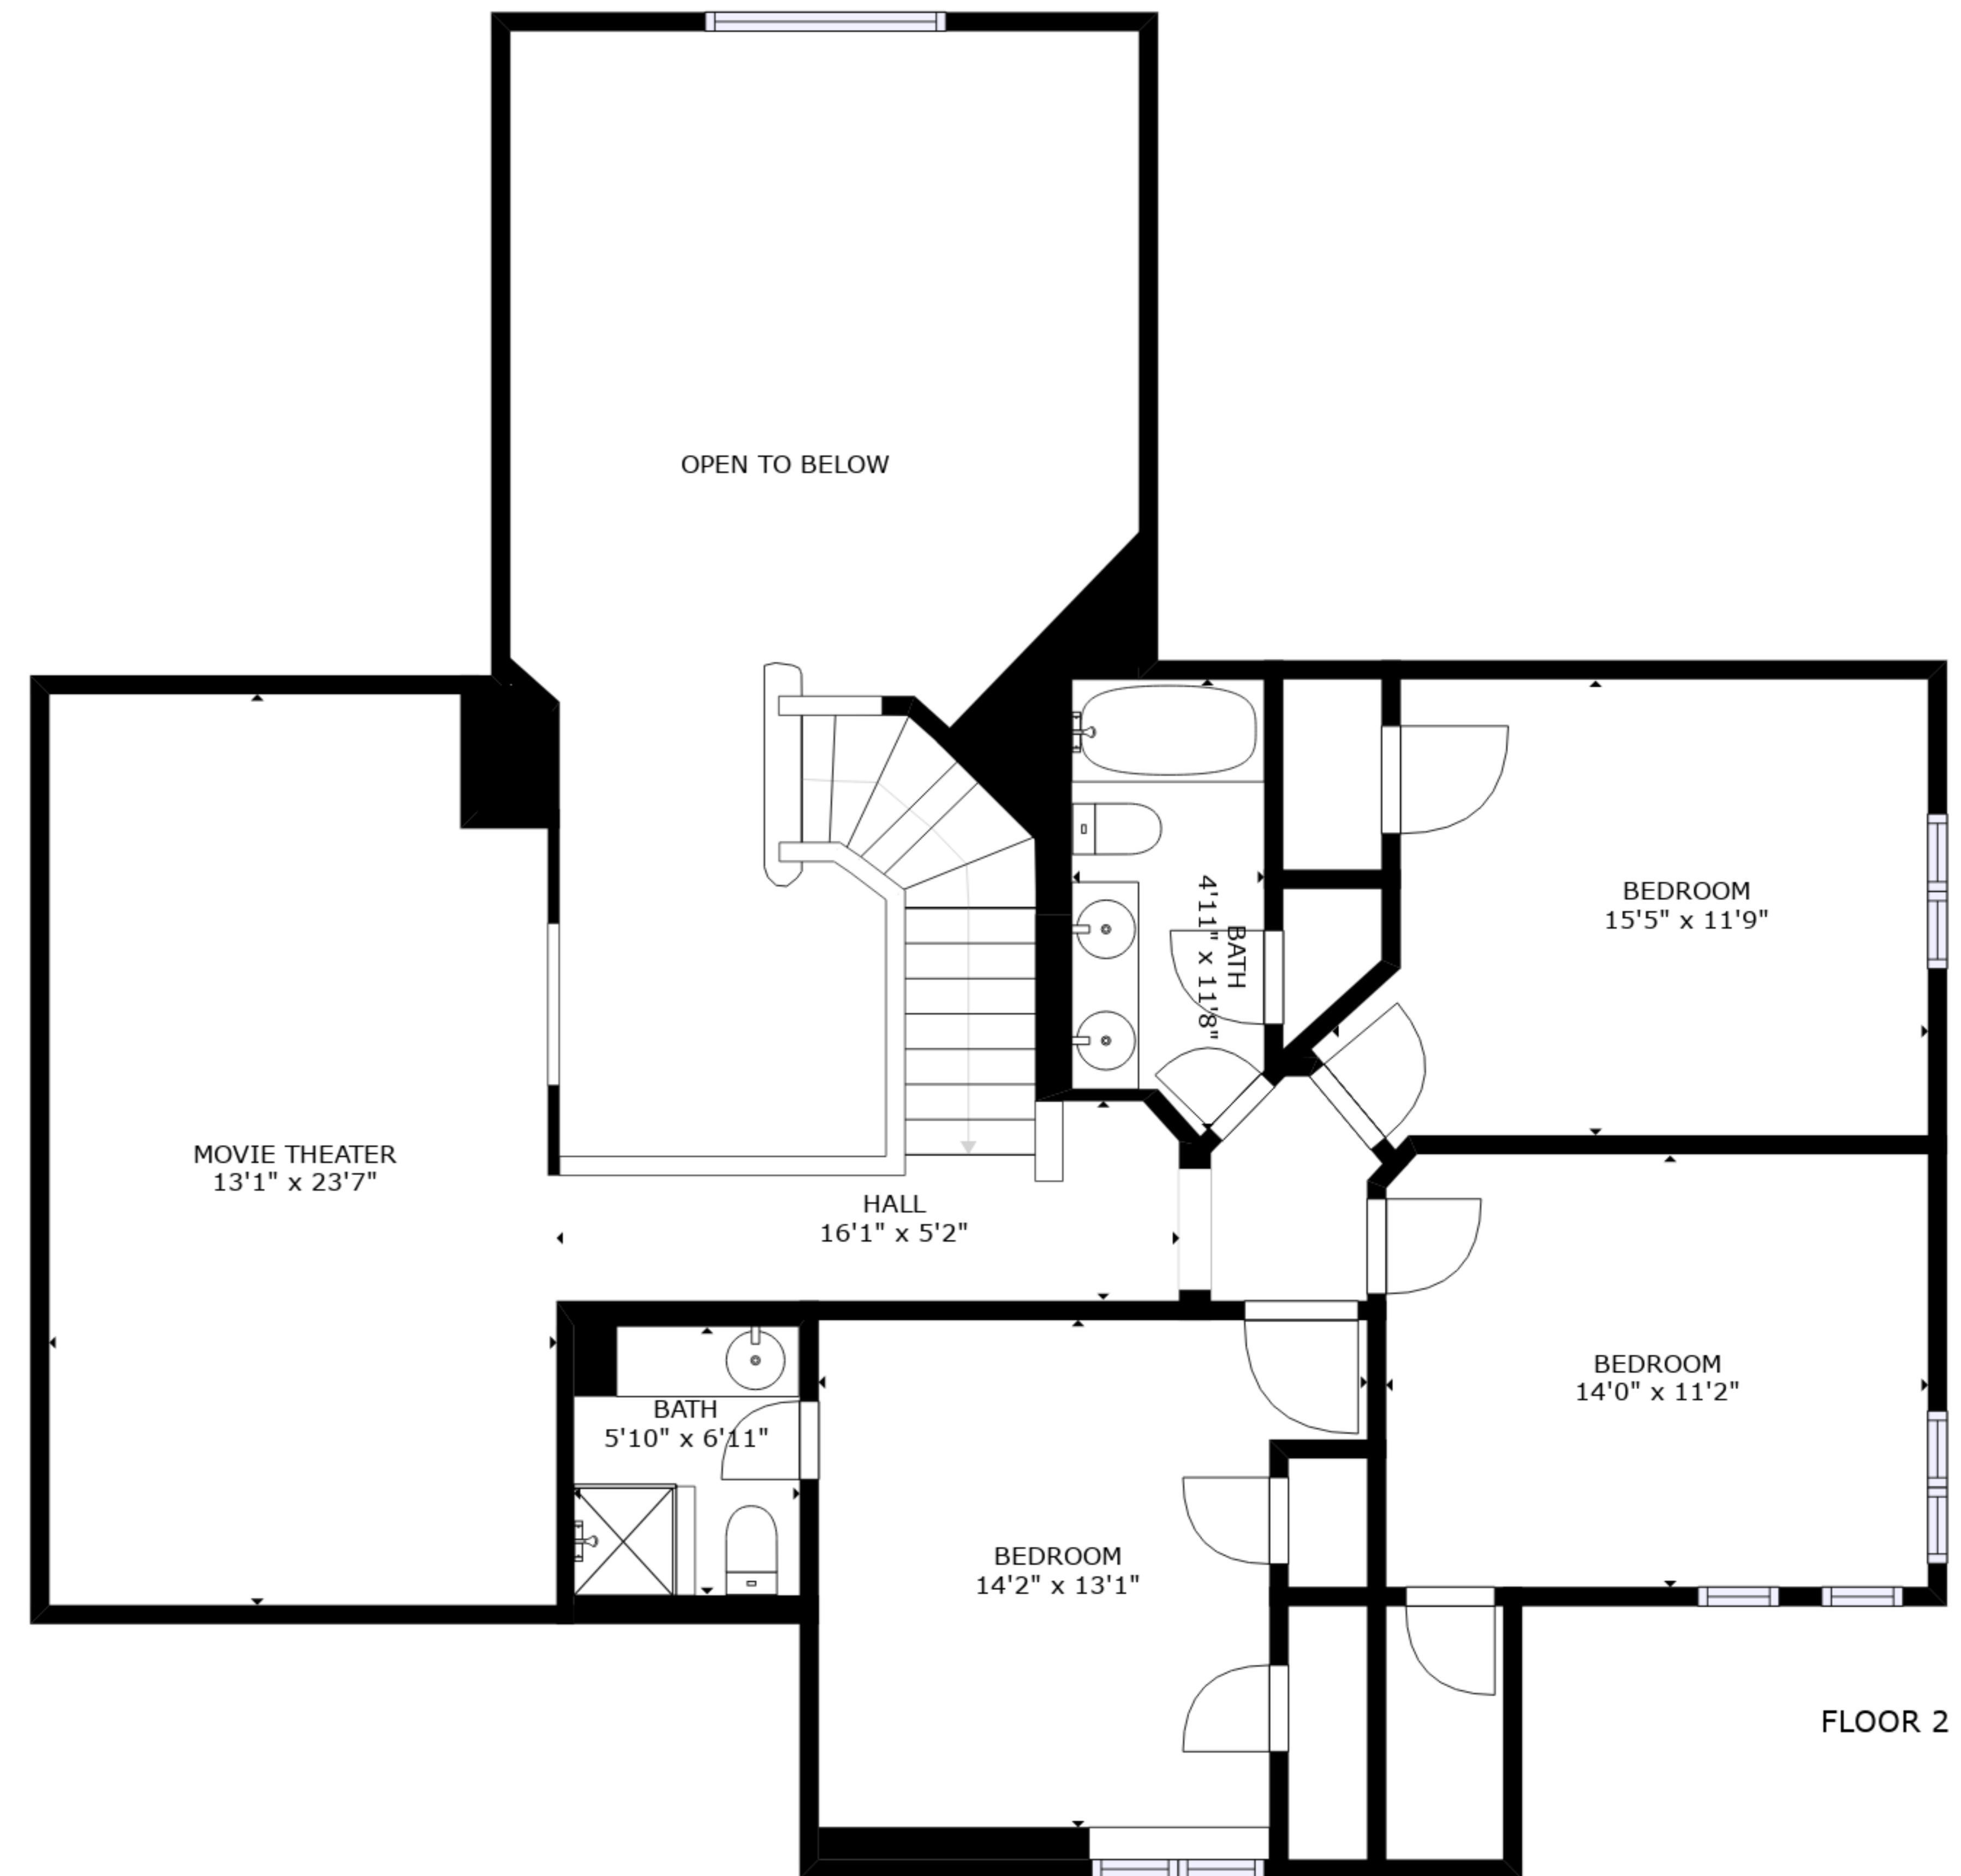 OPEN TO BELOW
BEDROOM
15'5" x 11'9"
BATH
4'11" x 11'8"
MOVIE THEATER
13'1" x 23'7"
HALL
16'1" x 5'2"
BEDROOM
14'0" x 11'2"
BATH
5'10" x 6'11"
BEDROOM
14'2" x 13'1"
FLOOR 2